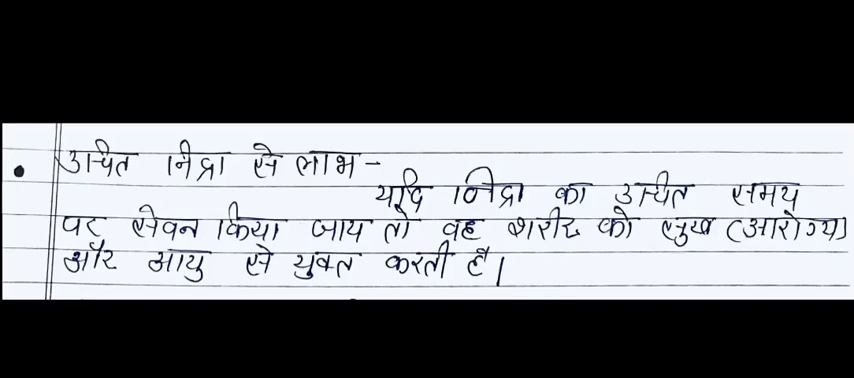 उचित निद्रा से लाभ -
यदि निद्रा का उचित समय
पर सेवन किया जाय तो वह शरीर को सुख (आरोग्य)
और आयु से युक्त करती है।